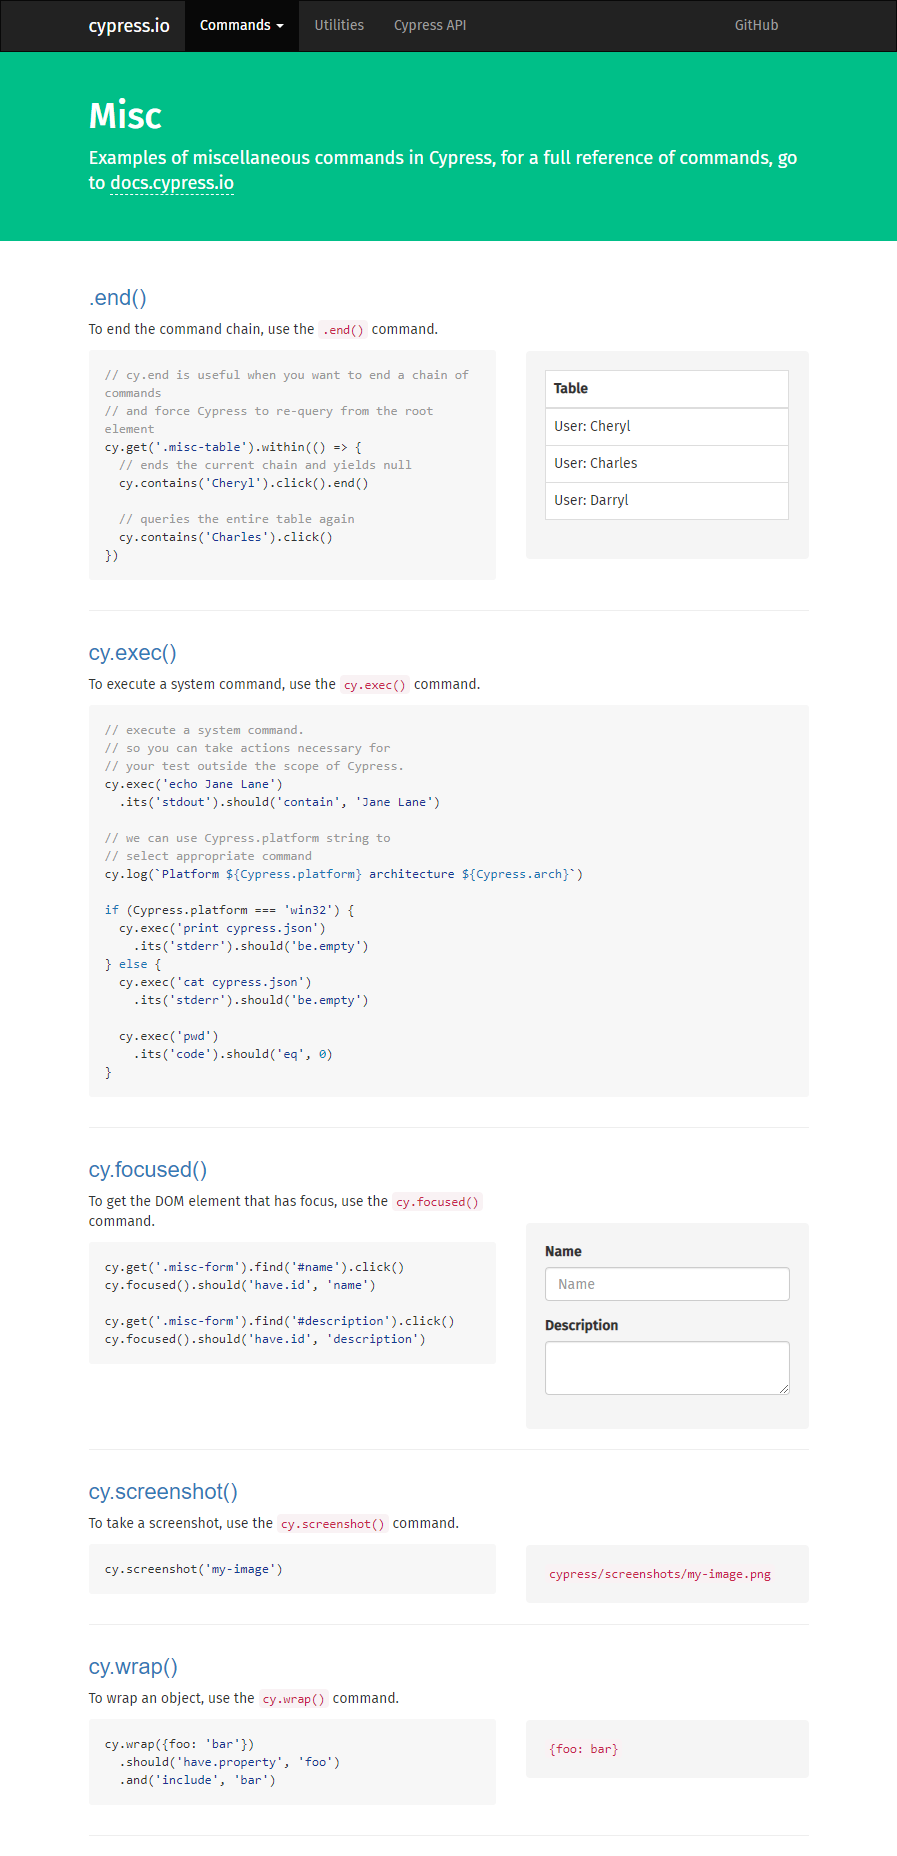 cypress.io Commands Utilities Cypress API GitHub
Misc
Examples of miscellaneous commands in Cypress, for a full reference of commands, go
to docs.cypress.io
.end()
To end the command chain, use the .end() command.
// cy.end is useful when you want to end a chain of
commands
// and force Cypress to re-query from the root
element
cy.get('.misc-table').within(() => {
  // ends the current chain and yields null
  cy.contains('Cheryl').click().end()
  // queries the entire table again
  cy.contains('Charles').click()
})
Table
User: Cheryl
User: Charles
User: Darryl
cy.exec()
To execute a system command, use the cy.exec() command.
// execute a system command.
// so you can take actions necessary for
// your test outside the scope of Cypress.
cy.exec('echo Jane Lane')
  .its('stdout').should('contain', 'Jane Lane')
// we can use Cypress.platform string to
// select appropriate command
cy.log(`Platform ${Cypress.platform} architecture ${Cypress.arch}`)
if (Cypress.platform === 'win32') {
  cy.exec('print cypress.json')
    .its('stderr').should('be.empty')
} else {
  cy.exec('cat cypress.json')
    .its('stderr').should('be.empty')
  cy.exec('pwd')
    .its('code').should('eq', 0)
}
cy.focused()
To get the DOM element that has focus, use the cy.focused()
command.
cy.get('.misc-form').find('#name').click()
cy.focused().should('have.id', 'name')
cy.get('.misc-form').find('#description').click()
cy.focused().should('have.id', 'description')
Name
Name
Description
cy.screenshot()
To take a screenshot, use the cy.screenshot() command.
cy.screenshot('my-image')
cypress/screenshots/my-image.png
cy.wrap()
To wrap an object, use the cy.wrap() command.
cy.wrap({foo: 'bar'})
  .should('have.property', 'foo')
  .and('include', 'bar')
{foo: bar}